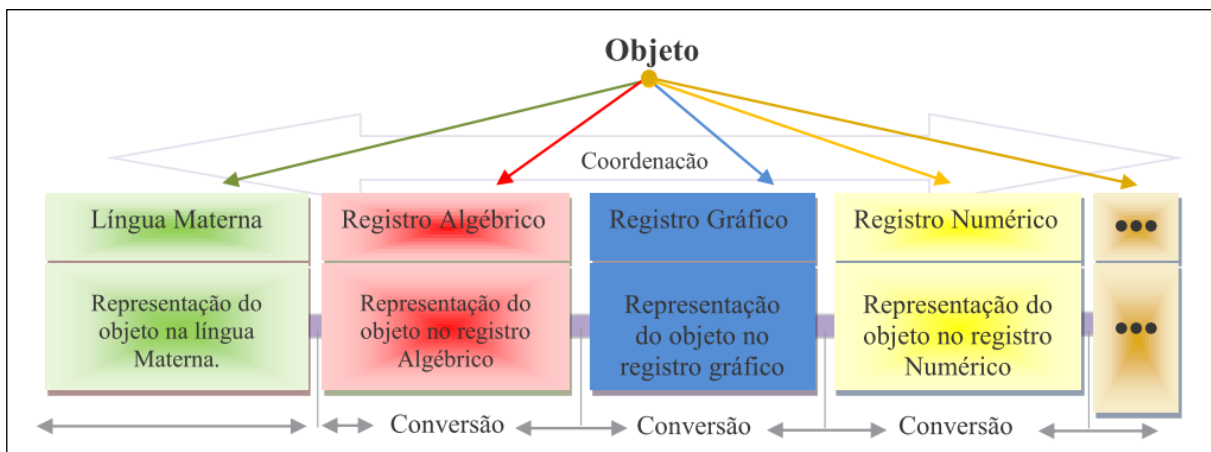 Objeto
Coordenacão
Língua Materna
Registro Algébrico
Registro Gráfico
Registro Numérico
•••
Representação do
objeto na língua
Materna.
Representação do
objeto no registro
Algébrico
Representação
do objeto no
registro gráfico
Representação do
objeto no registro
Numérico
•••
Conversão
Conversão
Conversão